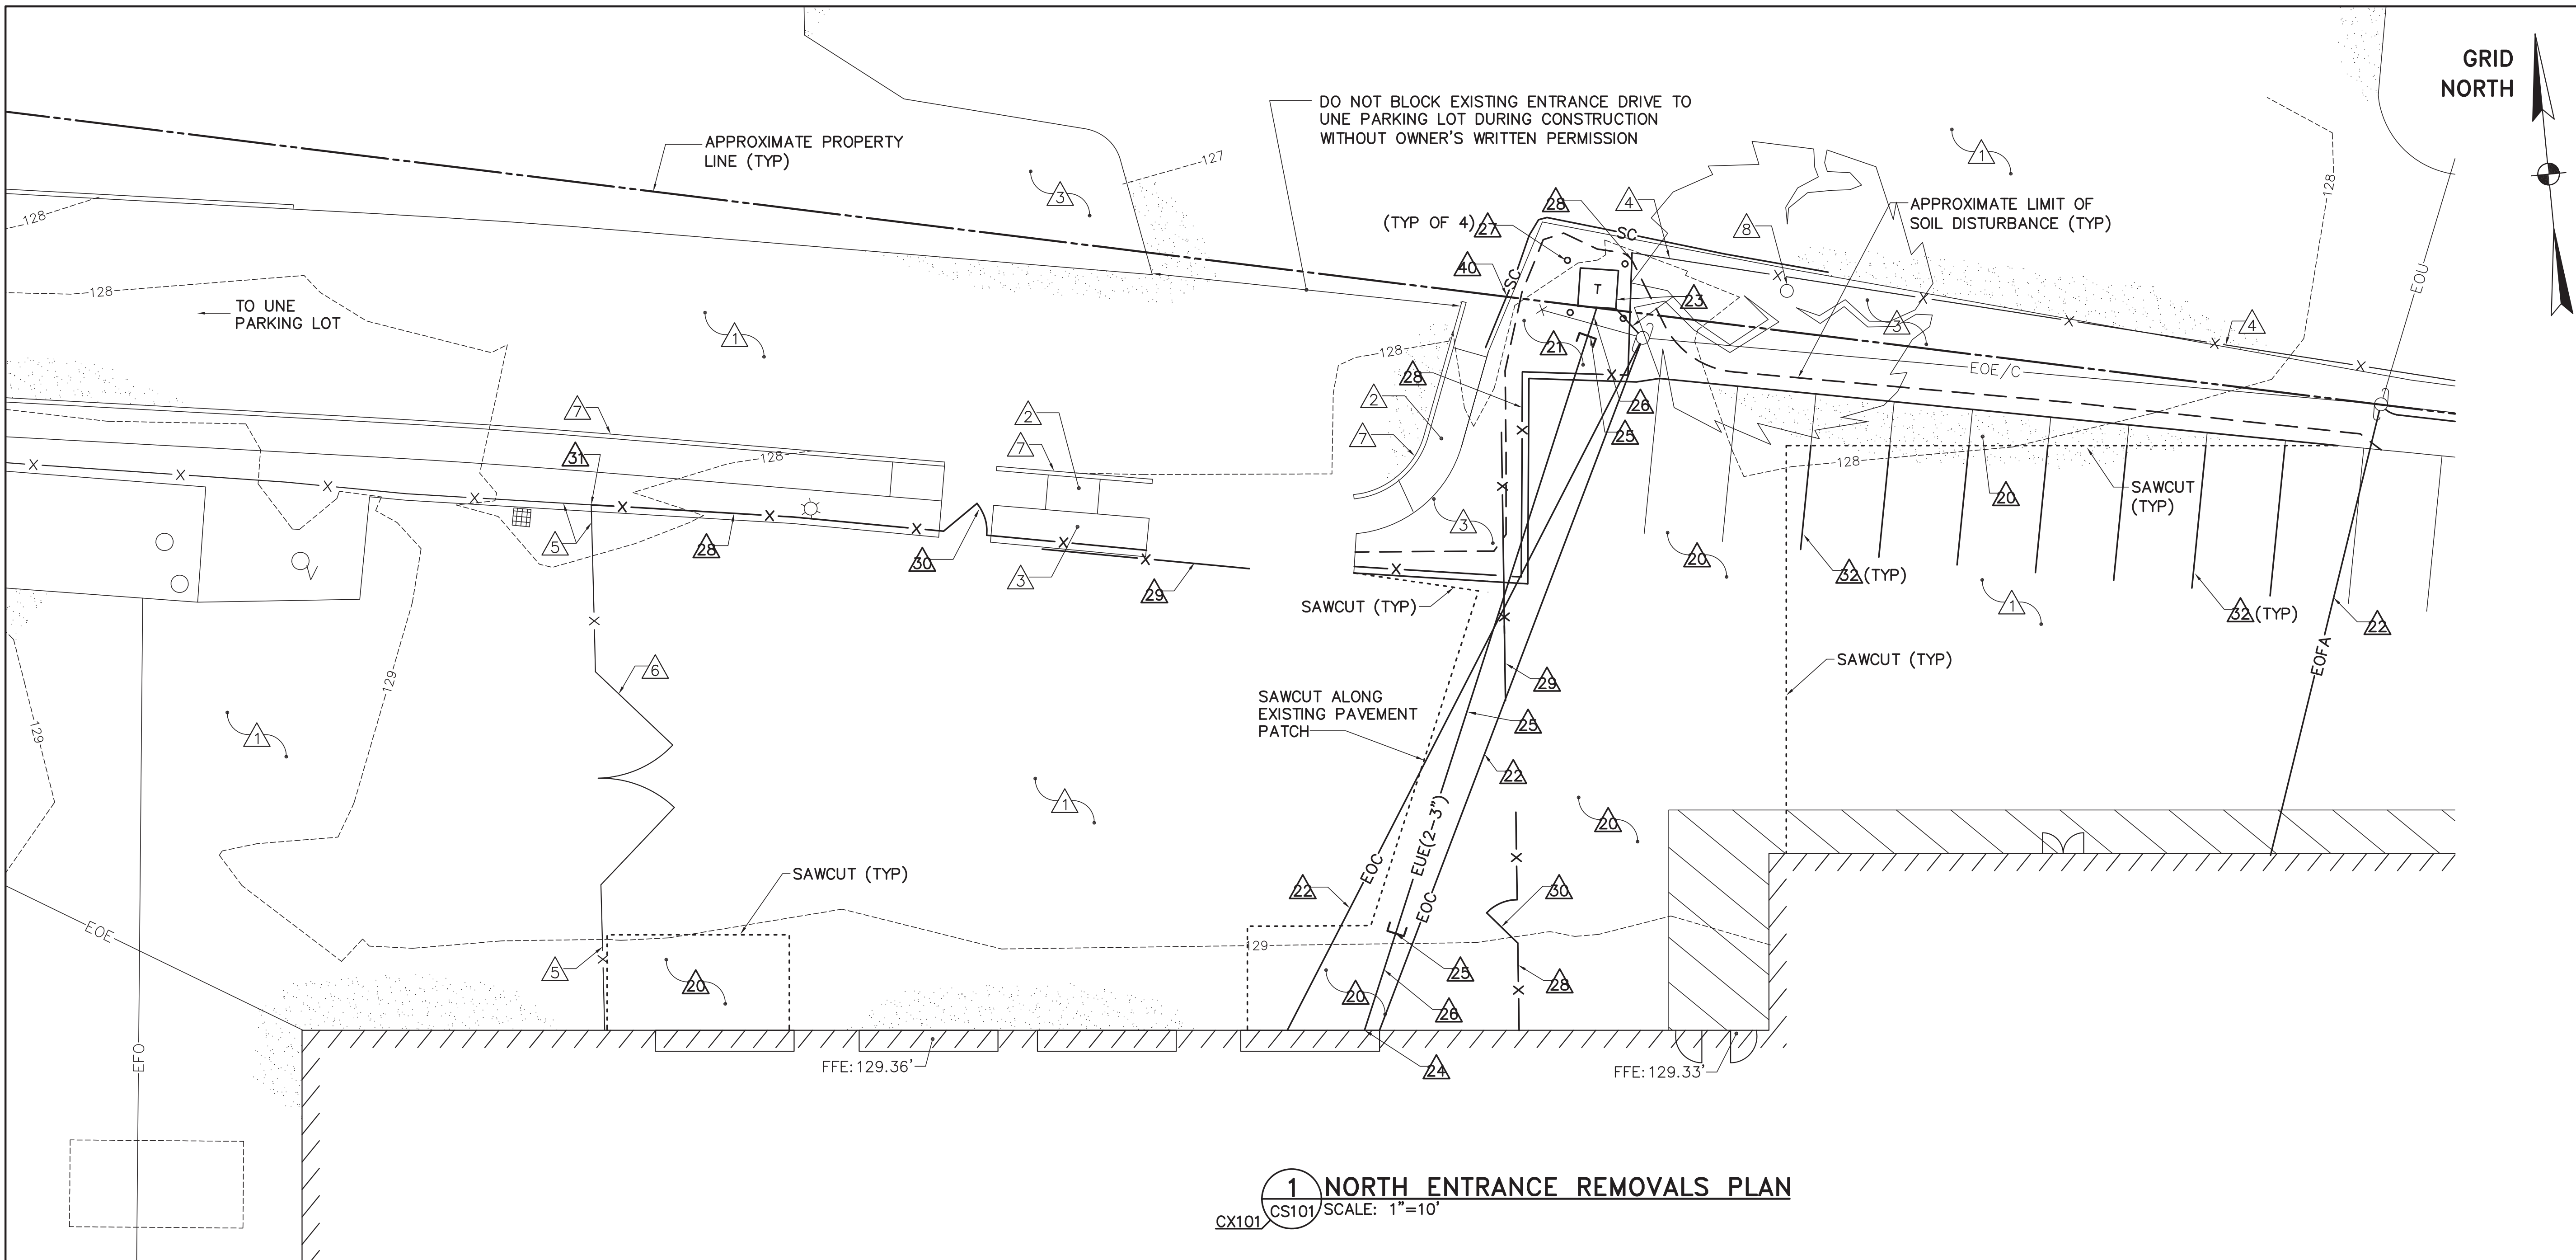 GRID
NORTH
DO NOT BLOCK EXISTING ENTRANCE DRIVE TO
UNE PARKING LOT DURING CONSTRUCTION
WITHOUT OWNER'S WRITTEN PERMISSION
APPROXIMATE PROPERTY
LINE (TYP)
127
1
3
128
28
4
(TYP OF 4) 27
SC
8
APPROXIMATE LIMIT OF
SOIL DISTURBANCE (TYP)
128
EOU
40
SC
T
23
3
4
128
TO UNE
PARKING LOT
1
21
128
28
EOE/C
26
25
2
7
7
2
7
31
128
128
20
SAWCUT
(TYP)
5
28
30
3
29
3
20
32 (TYP)
1
32 (TYP)
22
SAWCUT (TYP)
EOFA
6
129
129
1
29
SAWCUT (TYP)
SAWCUT ALONG
EXISTING PAVEMENT
PATCH
25
22
1
20
EUE(2-3")
EOC
EOC
SAWCUT (TYP)
22
30
EOE
129
5
20
25
28
20
26
EFO
FFE: 129.36'
24
FFE: 129.33'
1
CS101
CX101
NORTH ENTRANCE REMOVALS PLAN
SCALE: 1"=10'